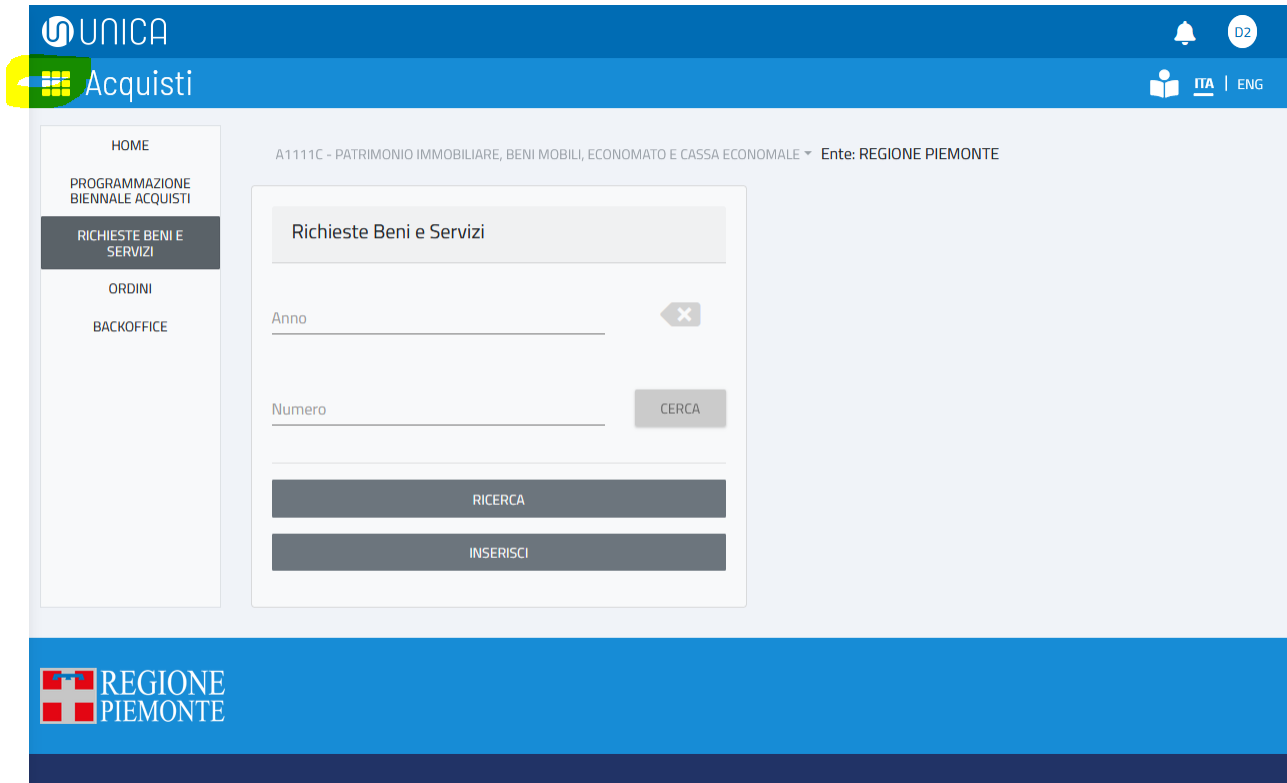 UNICA
D2
Acquisti
ITA | ENG
HOME
PROGRAMMAZIONE
BIENNALE ACQUISTI
RICHIESTE BENI E
SERVIZI
ORDINI
BACKOFFICE
A1111C - PATRIMONIO IMMOBILIARE, BENI MOBILI, ECONOMATO E CASSA ECONOMALE Ente: REGIONE PIEMONTE
Richieste Beni e Servizi
Anno
Numero
CERCA
RICERCA
INSERISCI
REGIONE
PIEMONTE